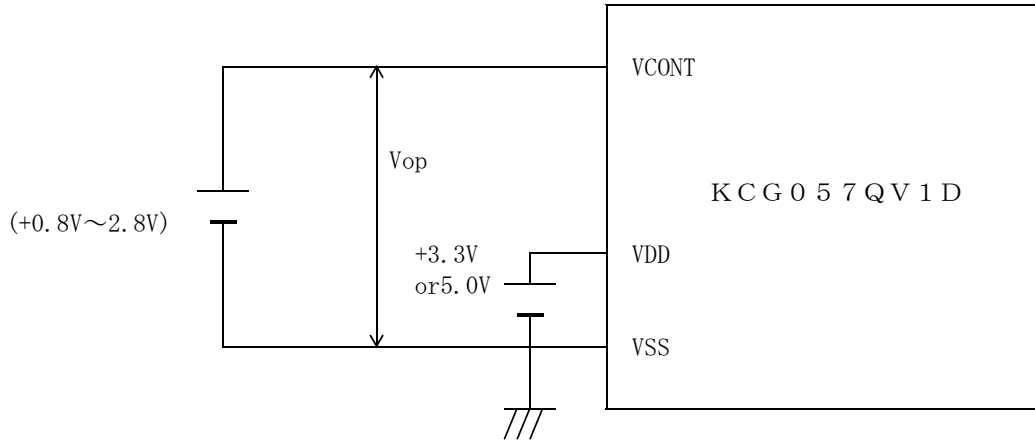 VCONT
Vop
KCG057QV1D
(+0.8V～2.8V)
+3.3V
or5.0V
VDD
VSS